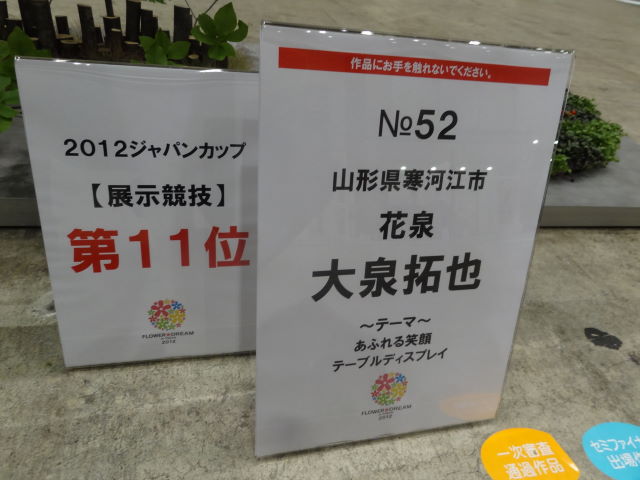 2012ジャパンカップ
【展示競技】
第11位
FLOWER DREAM
2012
作品にお手を触れないでください。
№52
山形県寒河江市
花泉
大泉拓也
～テーマ～
あふれる笑顔
テーブルディスプレイ
FLOWER DREAM
2012
一次審査
通過作品
セミファイナ
出場作